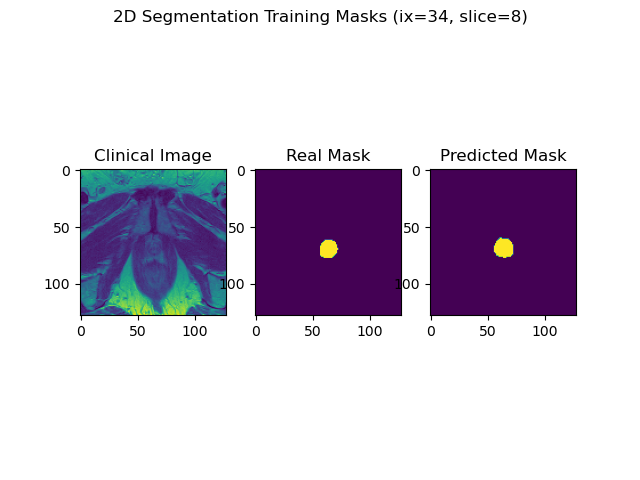 2D Segmentation Training Masks (ix=34, slice=8)
Clinical Image Real Mask Predicted Mask
0 0 0
50 50 50
100 100 100
0 50 100 0 50 100 0 50 100